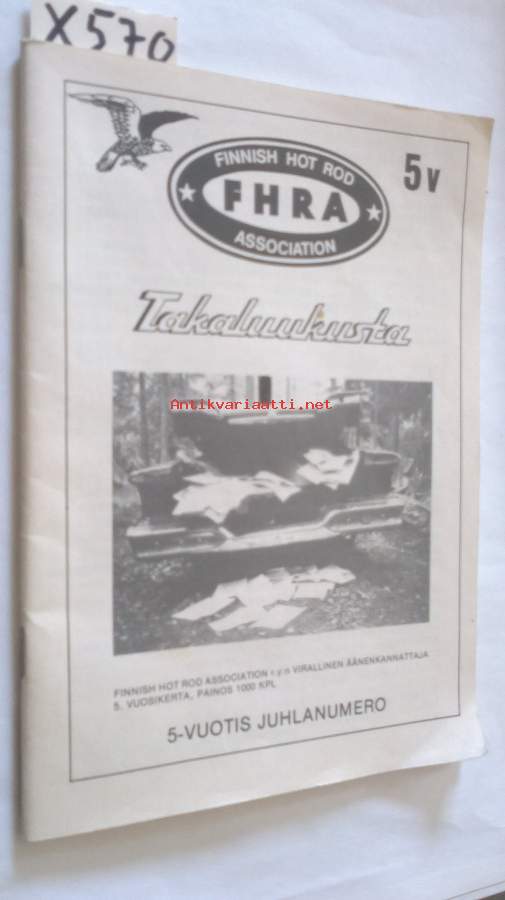 X570
FINNISH HOT ROD
FHRA
ASSOCIATION
5v
Takaluukusta
Antikvariaatti.net
FINNISH HOT ROD ASSOCIATION r.y:n VIRALLINEN ÄÄNENKANNATTAJA
5. VUOSIKERTA, PAINOS 1000 KPL
5-VUOTIS JUHLANUMERO